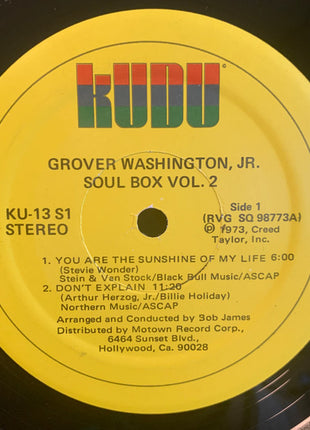 KUDU
GROVER WASHINGTON, JR.
SOUL BOX VOL. 2
KU-13 S1
STEREO
Side 1
(RVG SQ 98773A)
℗ 1973, Creed
Taylor, Inc.
1. YOU ARE THE SUNSHINE OF MY LIFE 6:00
(Stevie Wonder)
Stein & Van Stock/Black Bull Music/ASCAP
2. DON'T EXPLAIN 11:20
(Arthur Herzog, Jr./Billie Holiday)
Northern Music/ASCAP
Arranged and Conducted by Bob James
Distributed by Motown Record Corp.,
6464 Sunset Blvd.,
Hollywood, Ca. 90028